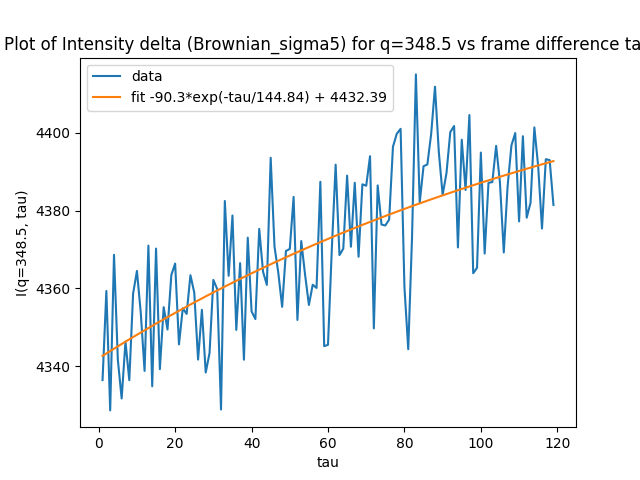 Plot of Intensity delta (Brownian_sigma5) for q=348.5 vs frame difference ta
data
fit -90.3*exp(-tau/144.84) + 4432.39
I(q=348.5, tau)
4400
4380
4360
4340
0 20 40 60 80 100 120
tau